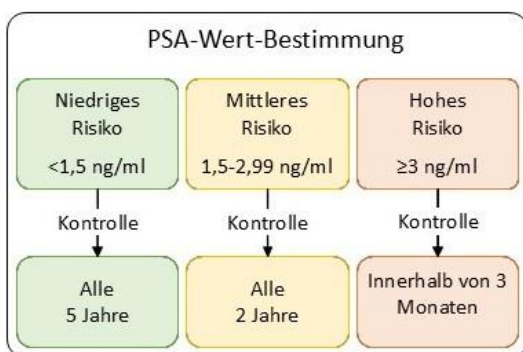 PSA-Wert-Bestimmung
Niedriges
Risiko
<1,5 ng/ml
Mittleres
Risiko
1,5-2,99 ng/ml
Hohes
Risiko
≥3 ng/ml
Kontrolle
Kontrolle
Kontrolle
Alle
5 Jahre
Alle
2 Jahre
Innerhalb von 3
Monaten